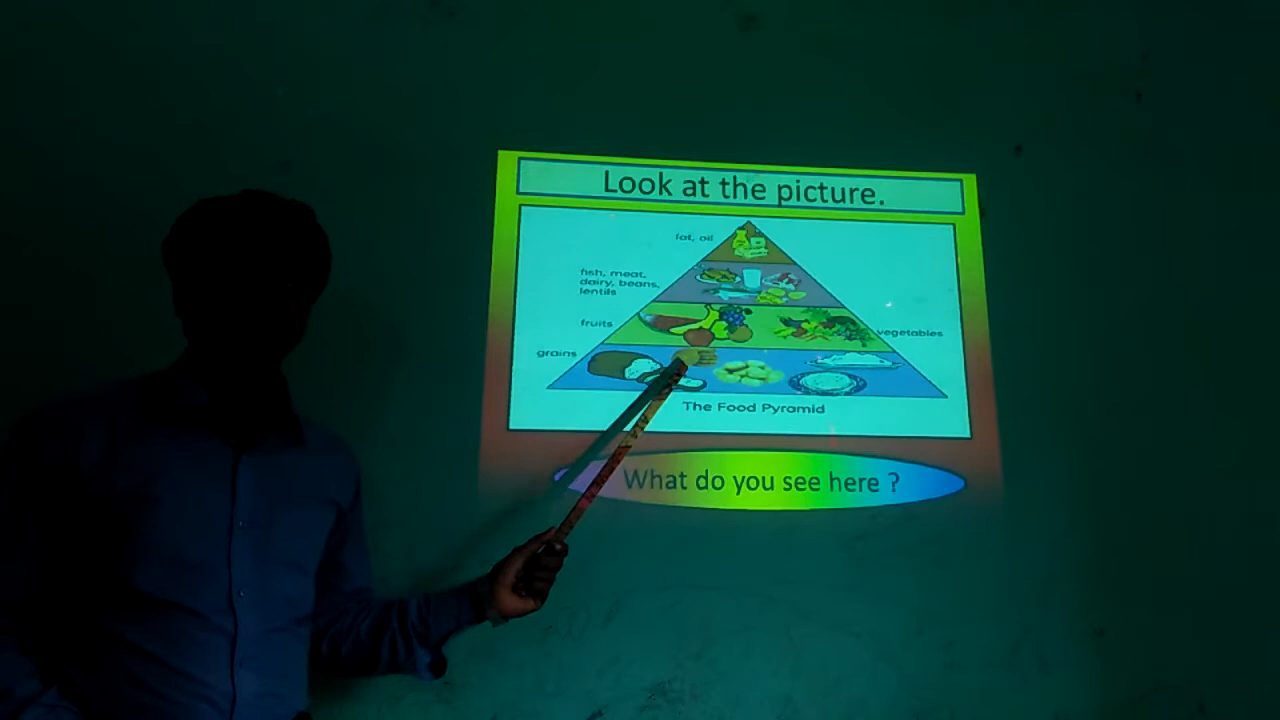 Look at the picture.
fat, oil
fish, meat,
dairy, beans,
lentils
fruits
vegetables
grains
The Food Pyramid
What do you see here ?